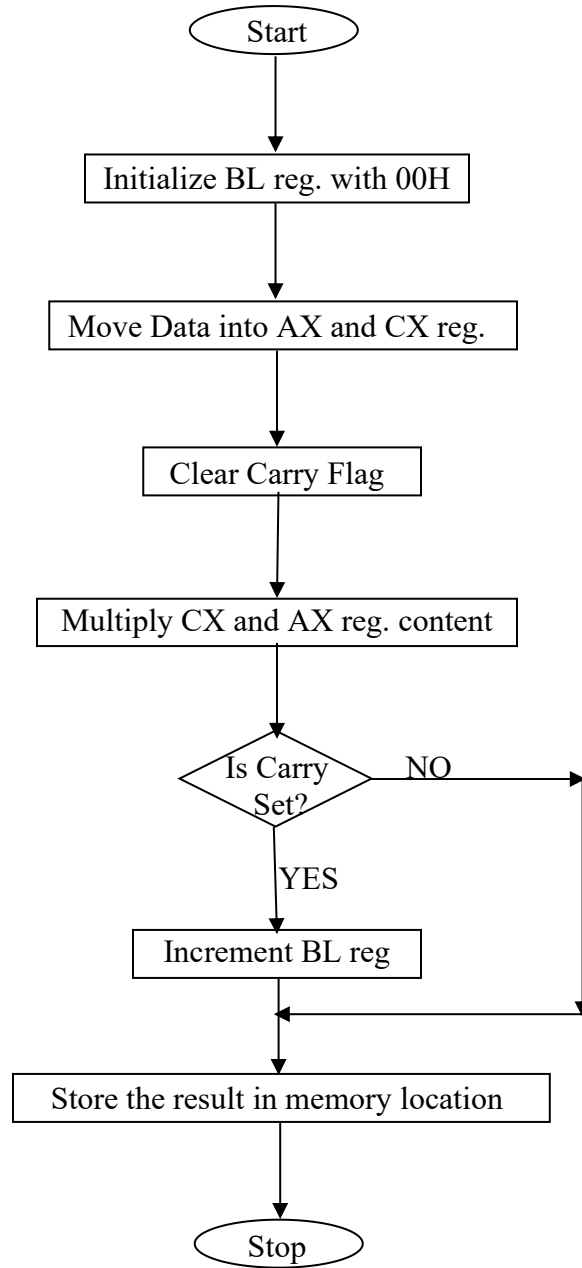 Start
Initialize BL reg. with 00H
Move Data into AX and CX reg.
Clear Carry Flag
Multiply CX and AX reg. content
Is Carry
Set?
NO
YES
Increment BL reg
Store the result in memory location
Stop